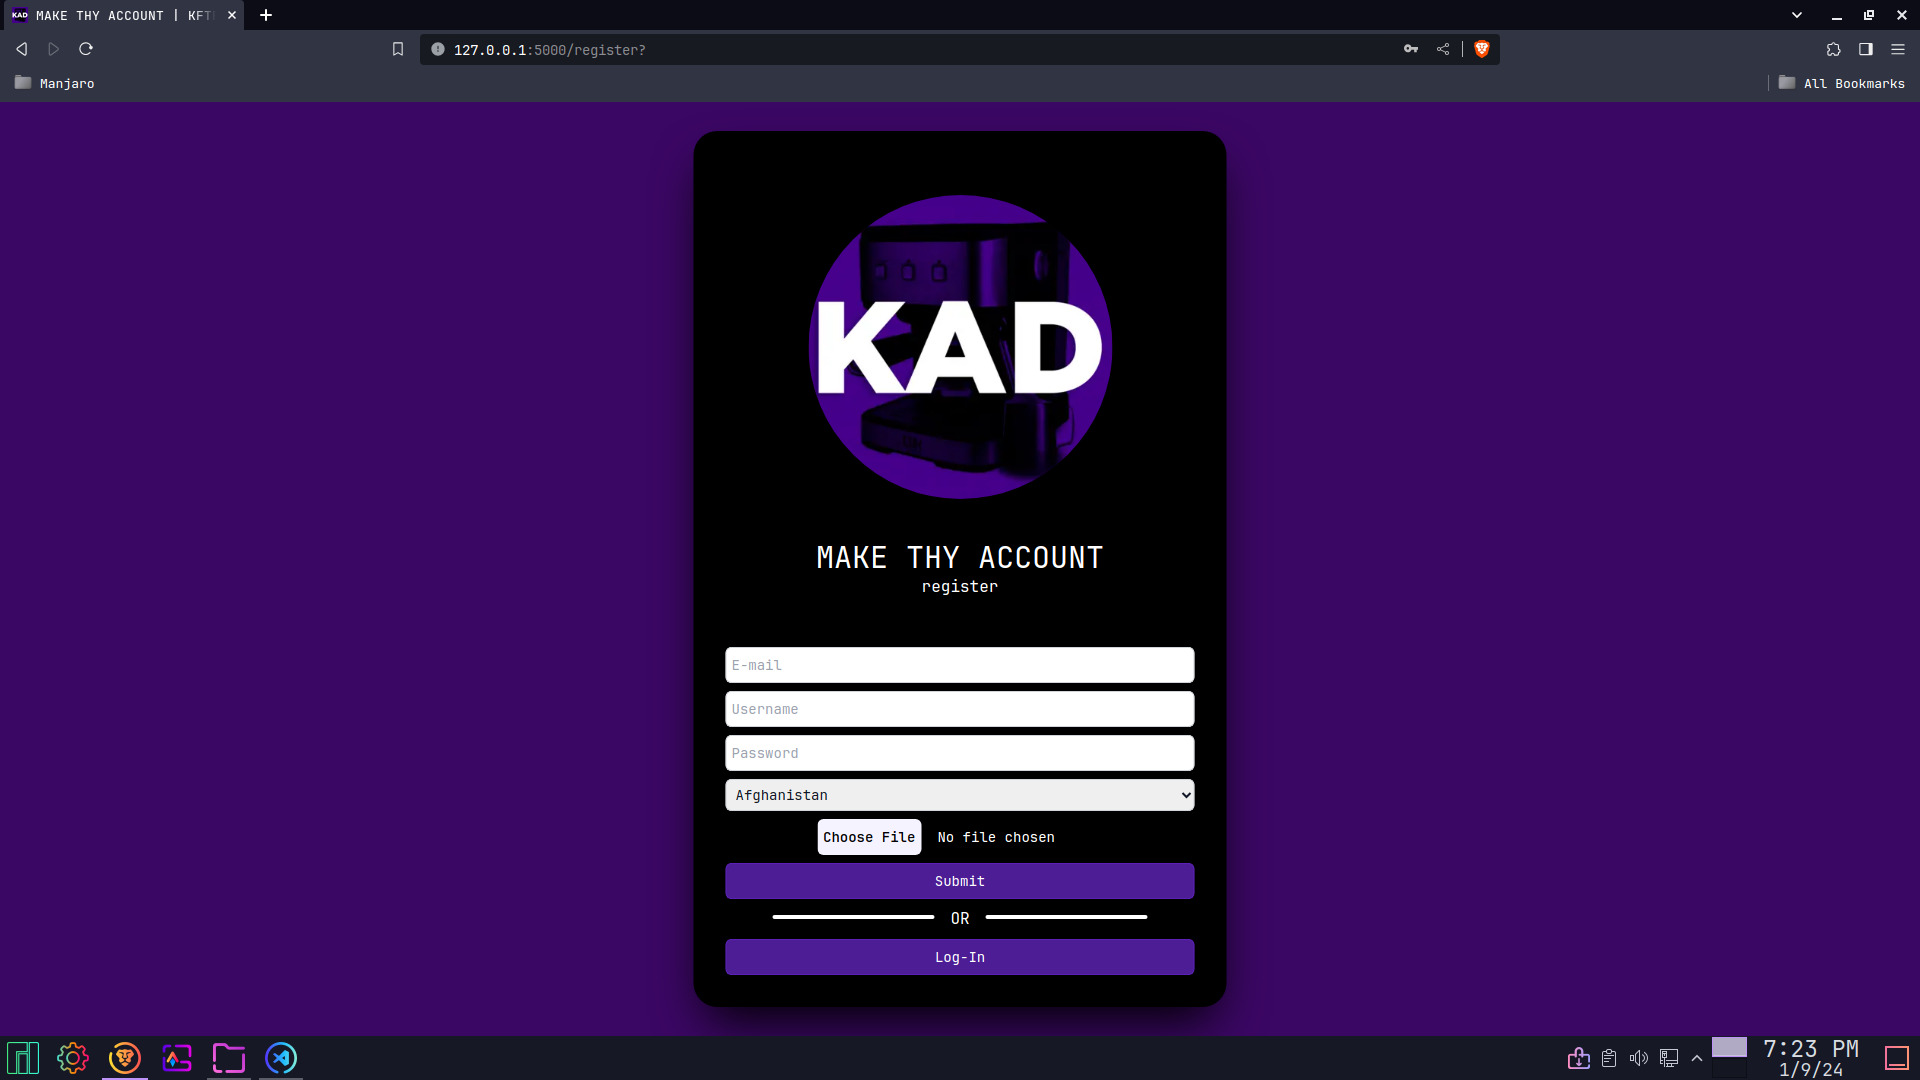 KAD MAKE THY ACCOUNT | KFT
127.0.0.1:5000/register?
Manjaro
All Bookmarks
KAD
MAKE THY ACCOUNT
register
E-mail
Username
Password
Afghanistan
Choose File No file chosen
Submit
OR
Log-In
7:23 PM
1/9/24